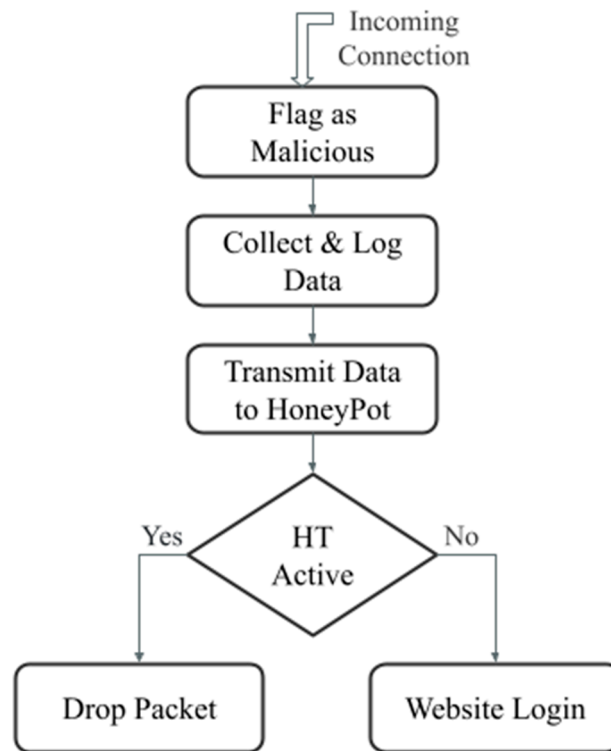 Incoming
Connection
Flag as
Malicious
Collect & Log
Data
Transmit Data
to HoneyPot
Yes
HT
Active
No
Drop Packet
Website Login